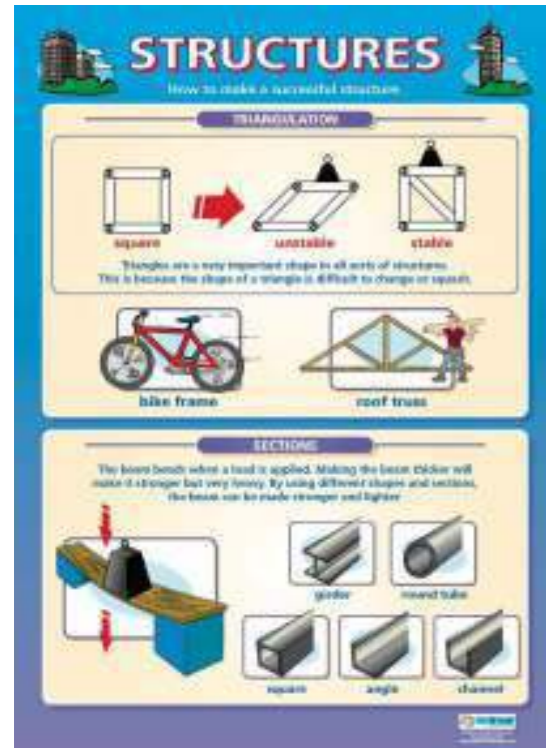 STRUCTURES
How to make a successful structure
TRIANGULATION
square
unstable
stable
Triangles are a very important shape in all sorts of structures.
This is because the shape of a triangle is difficult to change or squash.
bike frame
roof truss
SECTIONS
The beam bends when a load is applied. Making the beam thicker will
make it stronger but very heavy. By using different shapes and sections,
the beam can be made stronger and lighter
girder
round tube
square
angle
channel